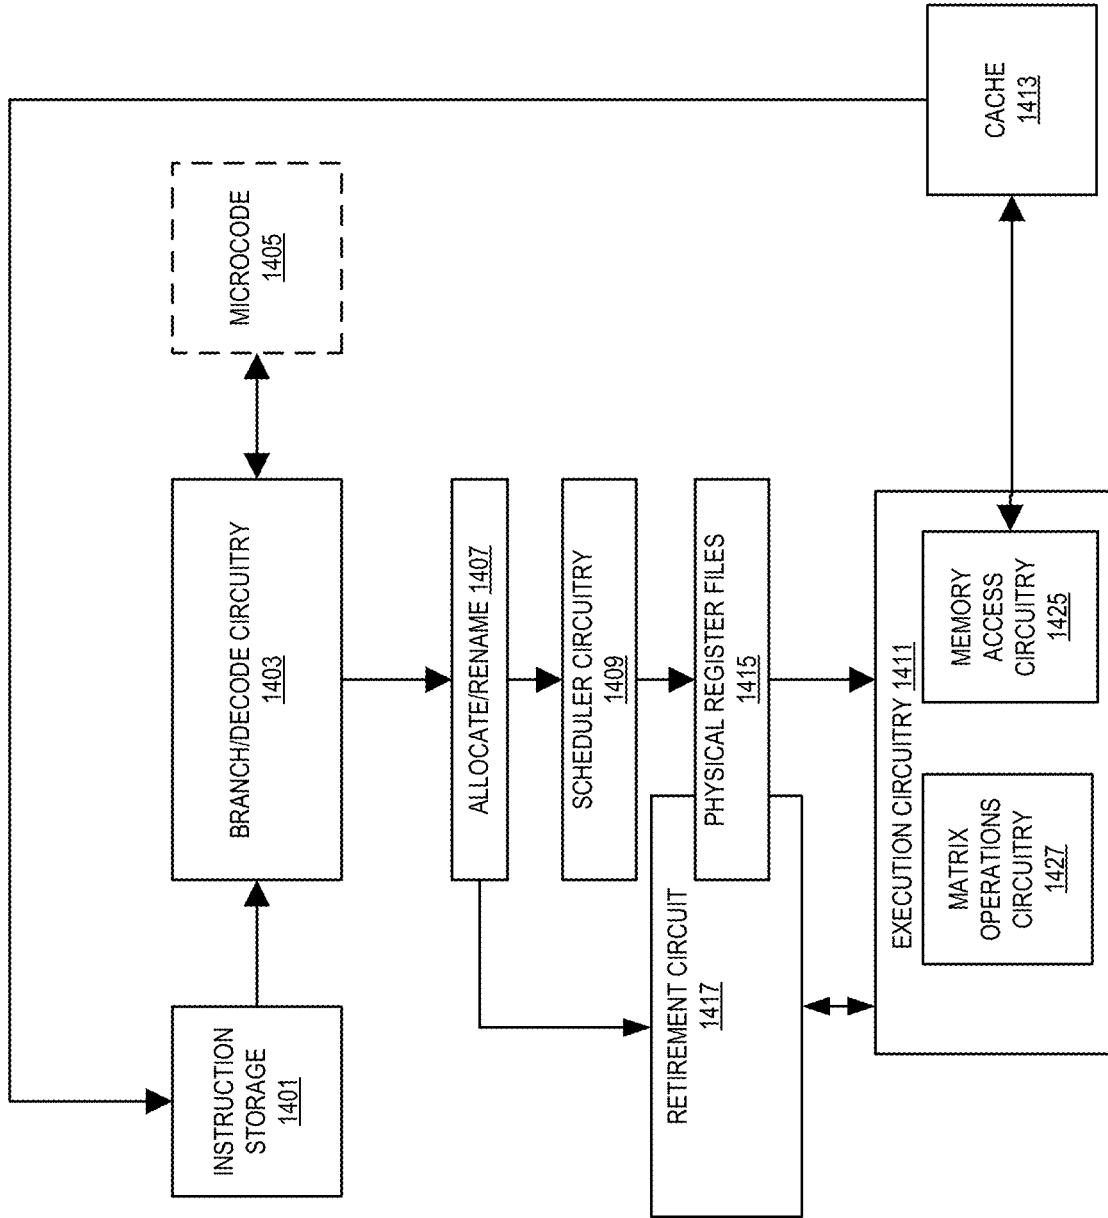 INSTRUCTION
STORAGE
1401
BRANCH/DECODE CIRCUITRY
1403
MICROCODE
1405
ALLOCATE/RENAME 1407
SCHEDULER CIRCUITRY
1409
PHYSICAL REGISTER FILES
1415
RETIREMENT CIRCUIT
1417
EXECUTION CIRCUITRY 1411
MATRIX
OPERATIONS
CIRCUITRY
1427
MEMORY
ACCESS
CIRCUITRY
1425
CACHE
1413